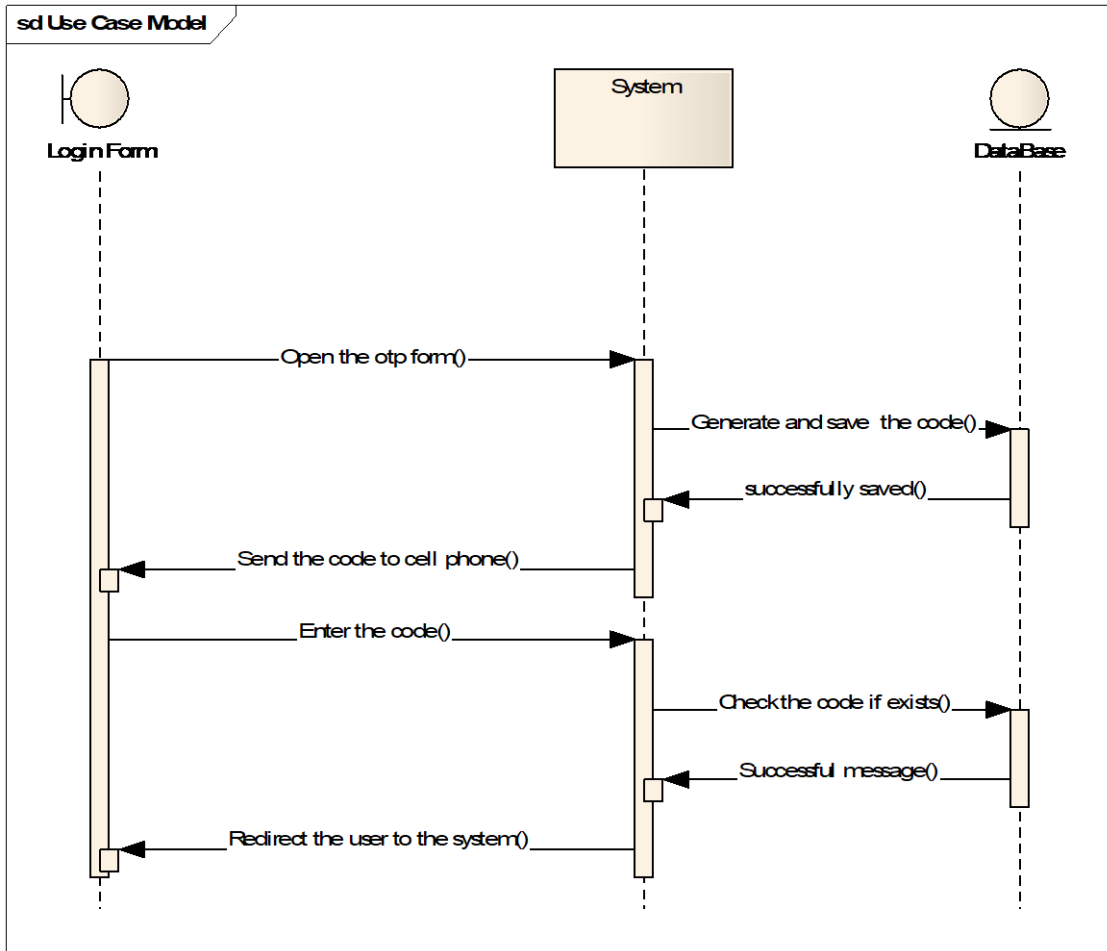 sd Use Case Model
Login Form
System
DataBase
Open the otp form()
Generate and save the code()
successfully saved()
Send the code to cell phone()
Enter the code()
Check the code if exists()
Successful message()
Redirect the user to the system()